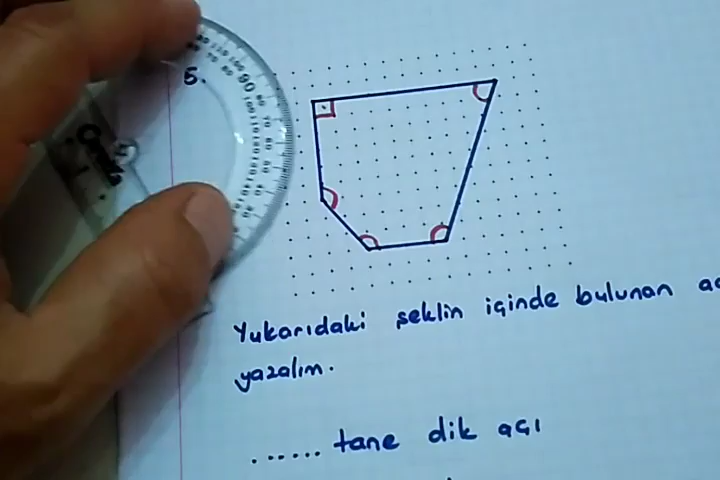 5.
Yukarıdaki şeklin içinde bulunan
yazalım.
...... tane dik açı